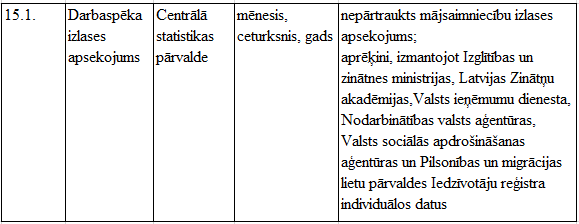 15.1.
Darbaspēka
izlases
apsekojums
Centrālā
statistikas
pārvalde
mēnesis,
ceturksnis, gads
nepārtraukts mājsaimniecību izlases
apsekojums;
aprēķini, izmantojot Izglītības un
zinātnes ministrijas, Latvijas Zinātņu
akadēmijas,Valsts ieņēmumu dienesta,
Nodarbinātības valsts aģentūras,
Valsts sociālās apdrošināšanas
aģentūras un Pilsonības un migrācijas
lietu pārvaldes Iedzīvotāju reģistra
individuālos datus